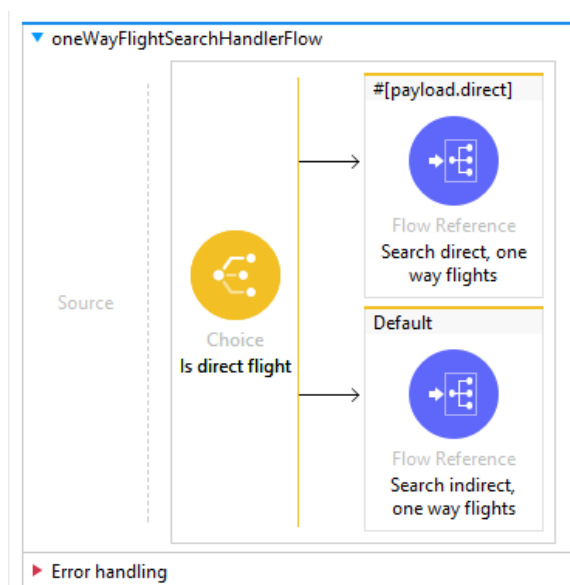 oneWayFlightSearchHandlerFlow
#[payload.direct]
Flow Reference
Search direct, one
way flights
Source
Choice
Is direct flight
Default
Flow Reference
Search indirect,
one way flights
Error handling